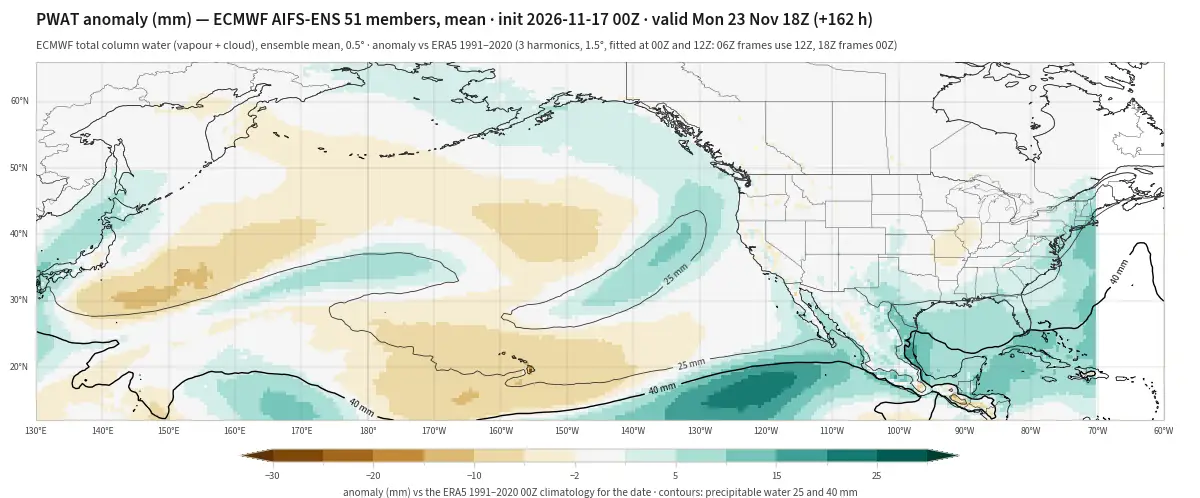 PWAT anomaly (mm) — ECMWF AIFS-ENS 51 members, mean · init 2026-11-17 00Z · valid Mon 23 Nov 18Z (+162 h)
ECMWF total column water (vapour + cloud), ensemble mean, 0.5° · anomaly vs ERA5 1991–2020 (3 harmonics, 1.5°, fitted at 00Z and 12Z: 06Z frames use 12Z, 18Z frames 00Z)
60°N
50°N
40°N
30°N
20°N
25 mm
40 mm
25 mm
40 mm
40 mm
130°E 140°E 150°E 160°E 170°E 180° 170°W 160°W 150°W 140°W 130°W 120°W 110°W 100°W 90°W 80°W 70°W 60°W
−30 −20 −10 −2 5 15 25
anomaly (mm) vs the ERA5 1991–2020 00Z climatology for the date · contours: precipitable water 25 and 40 mm